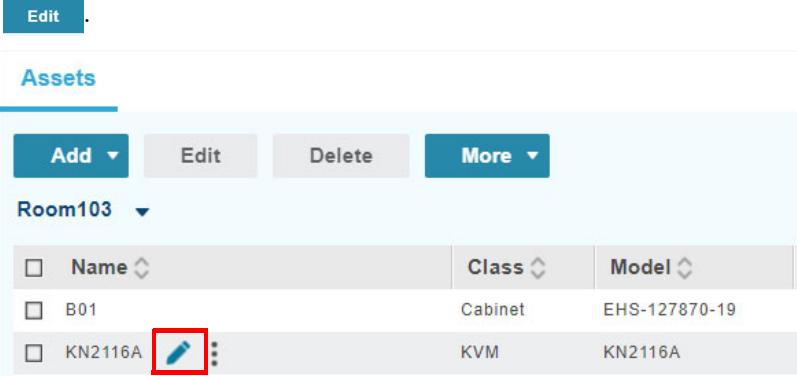 Edit .
Assets
Add Edit Delete More
Room103
Name Class Model
B01 Cabinet EHS-127870-19
KN2116A KVM KN2116A